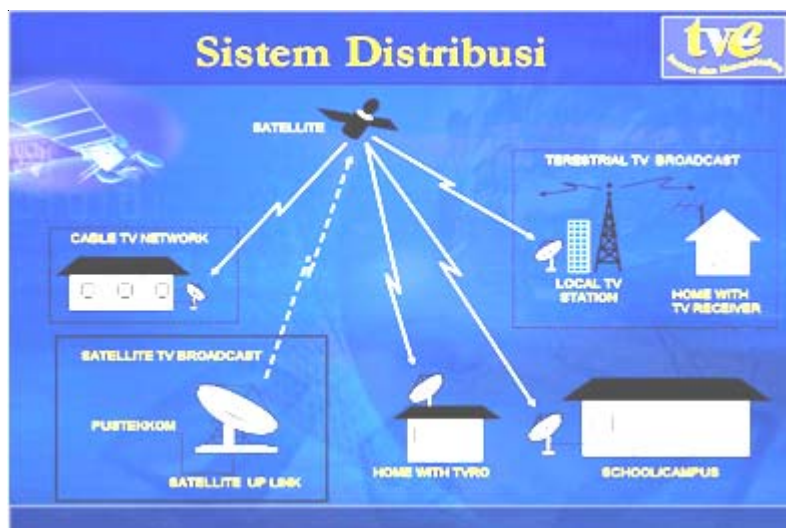 Sistem Distribusi
tve
SATELLITE
TERESTRIAL TV BROADCAST
CABLE TV NETWORK
LOCAL TV
STATION
HOME WITH
TV RECEIVER
SATELLITE TV BROADCAST
PUSTEKKOM
SATELLITE UP LINK
HOME WITH TVRO
SCHOOL/CAMPUS